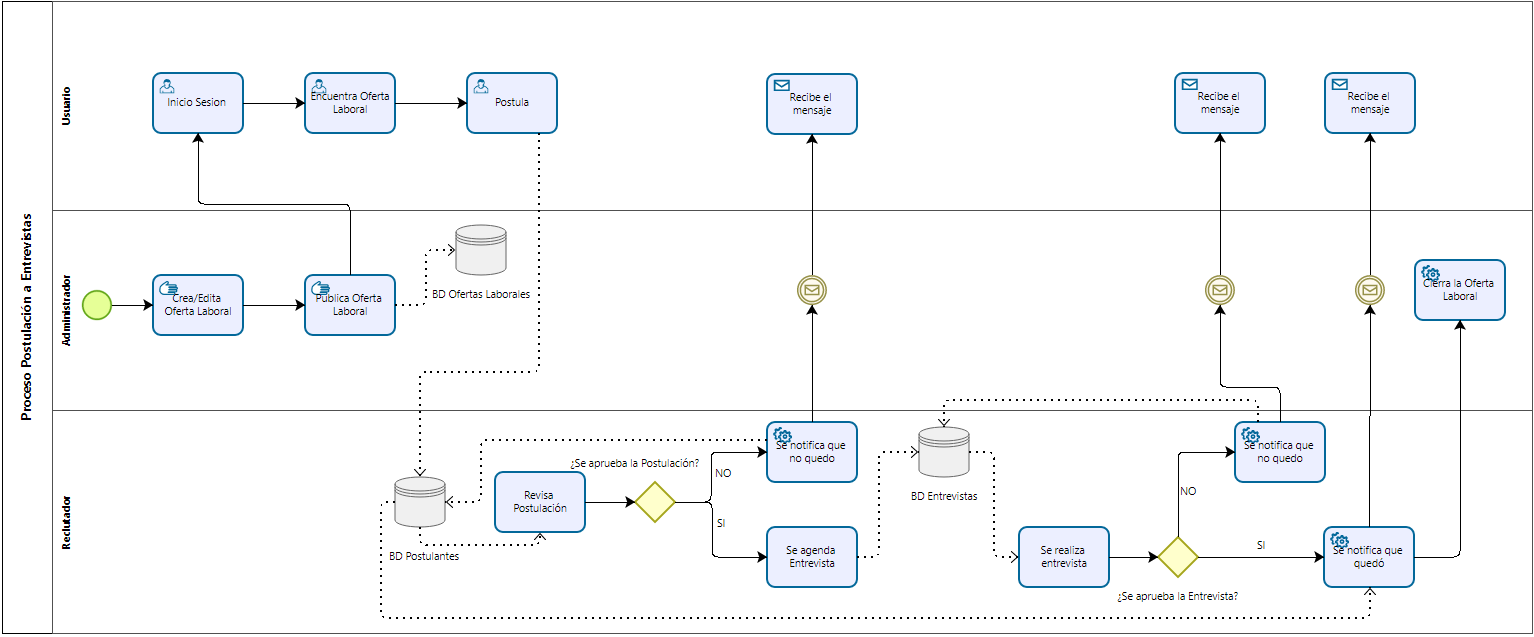 Proceso Postulación a Entrevistas
Usuario
Inicio Sesion
Encuentra Oferta
Laboral
Postula
Recibe el
mensaje
Recibe el
mensaje
Recibe el
mensaje
Administrador
Crea/Edita
Oferta Laboral
Publica Oferta
Laboral
BD Ofertas Laborales
Cierra la Oferta
Laboral
Reclutador
BD Postulantes
Revisa
Postulación
¿Se aprueba la Postulación?
NO
SI
Se notifica que
no quedo
Se agenda
Entrevista
BD Entrevistas
Se realiza
entrevista
¿Se aprueba la Entrevista?
NO
SI
Se notifica que
no quedo
Se notifica que
quedó